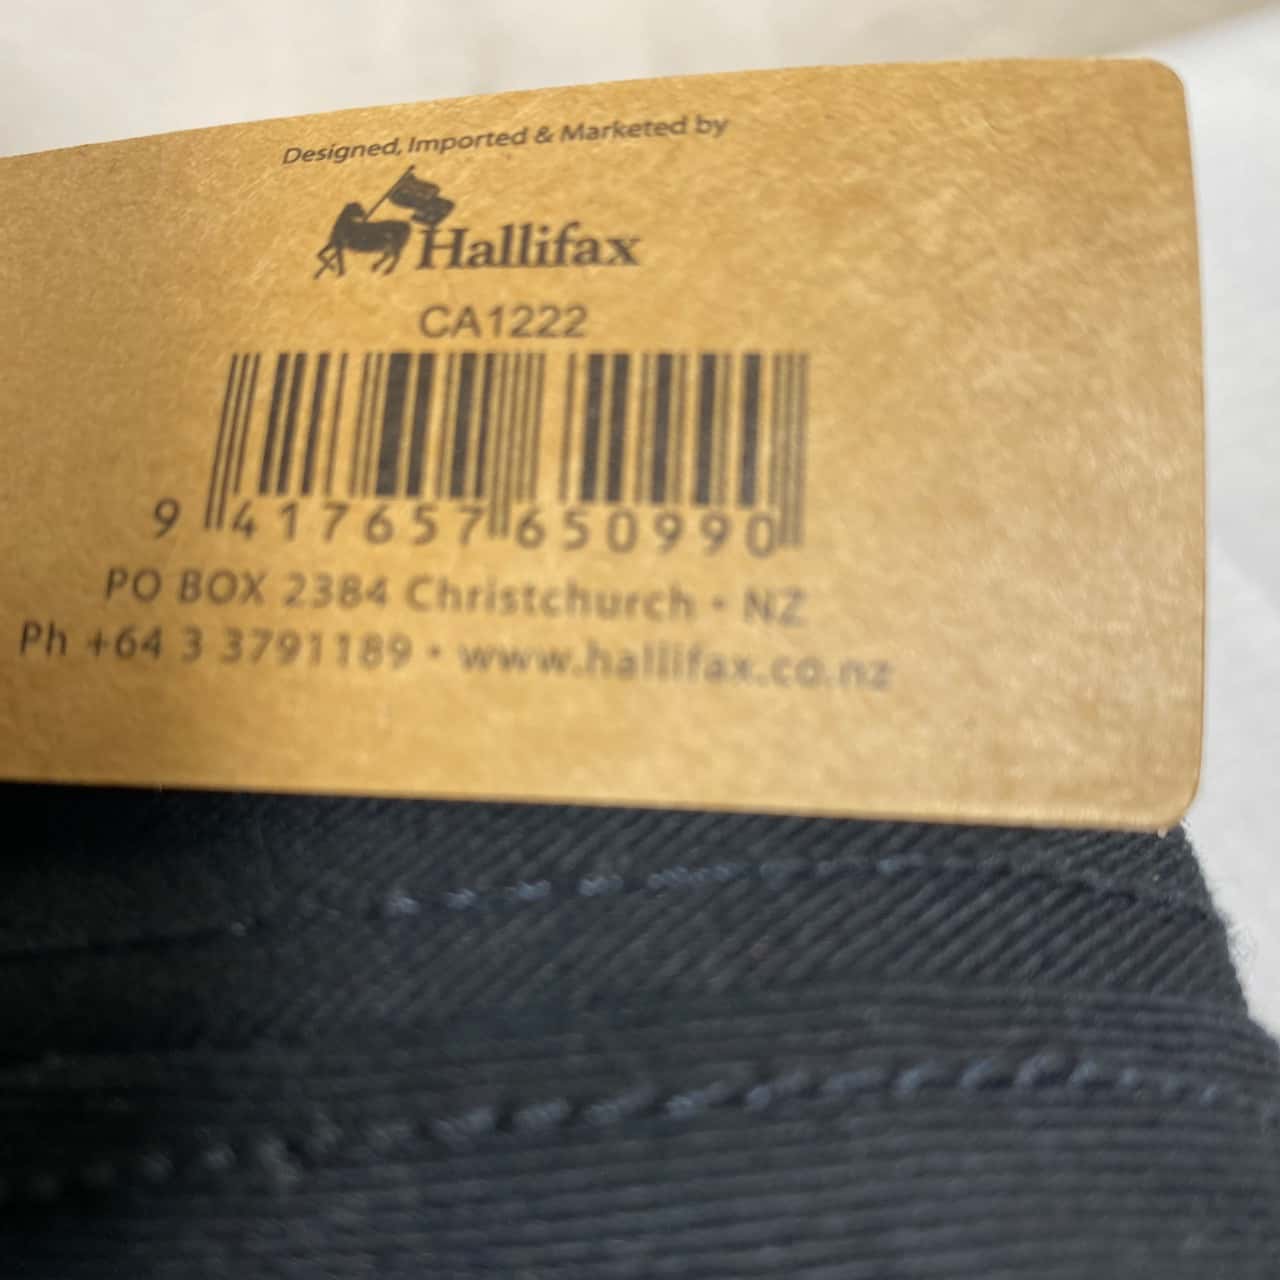 Designed, Imported & Marketed by
Hallifax
CA1222
9 417657 650990
PO BOX 2384 Christchurch • NZ
Ph +64 3 3791189 • www.hallifax.co.nz